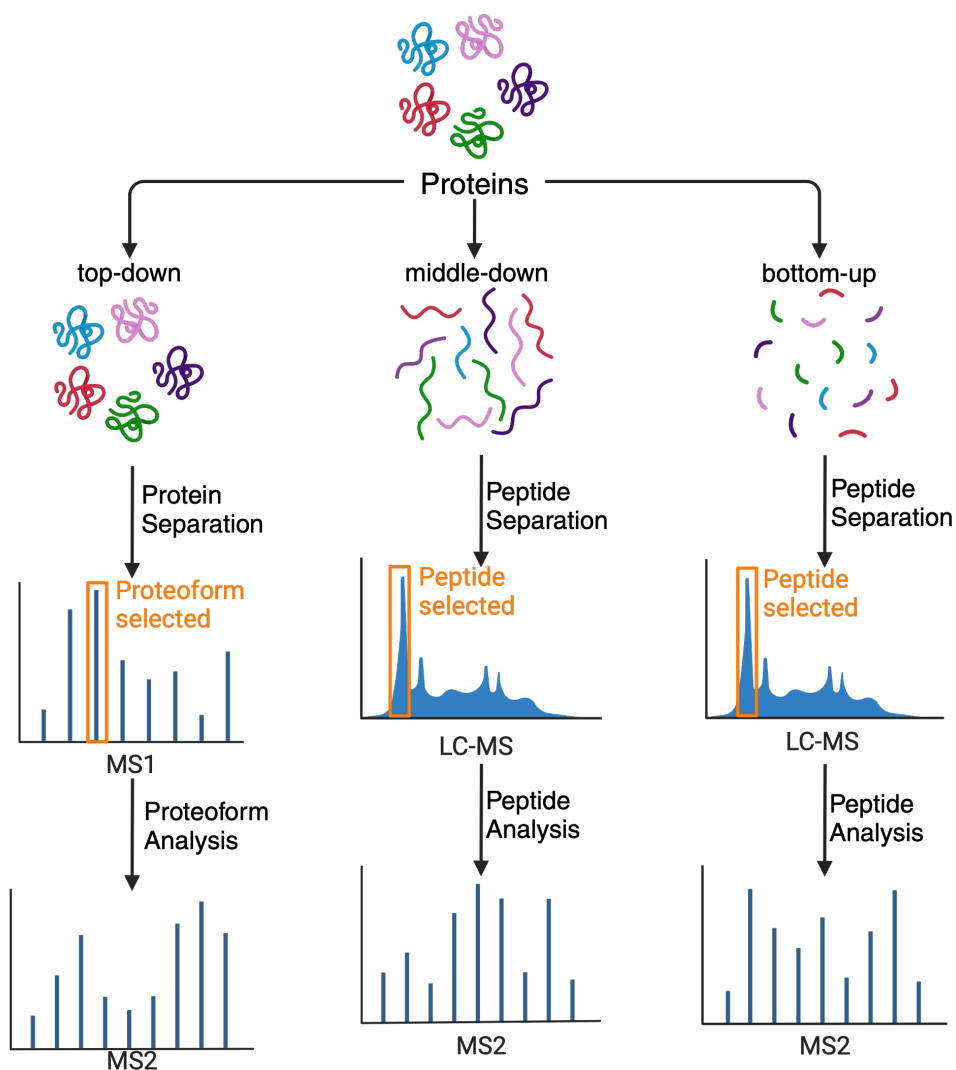 Proteins
top-down
middle-down
bottom-up
Protein
Separation
Peptide
Separation
Peptide
Separation
Proteoform
selected
Peptide
selected
Peptide
selected
MS1
LC-MS
LC-MS
Proteoform
Analysis
Peptide
Analysis
Peptide
Analysis
MS2
MS2
MS2